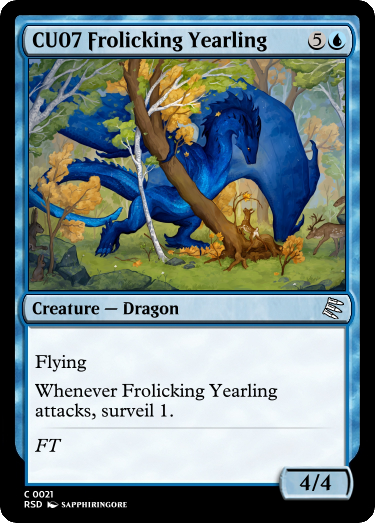 CU07 Frolicking Yearling 5
Creature — Dragon
Flying
Whenever Frolicking Yearling
attacks, surveil 1.
FT
4/4
C 0021
RSD SAPPHIRINGORE